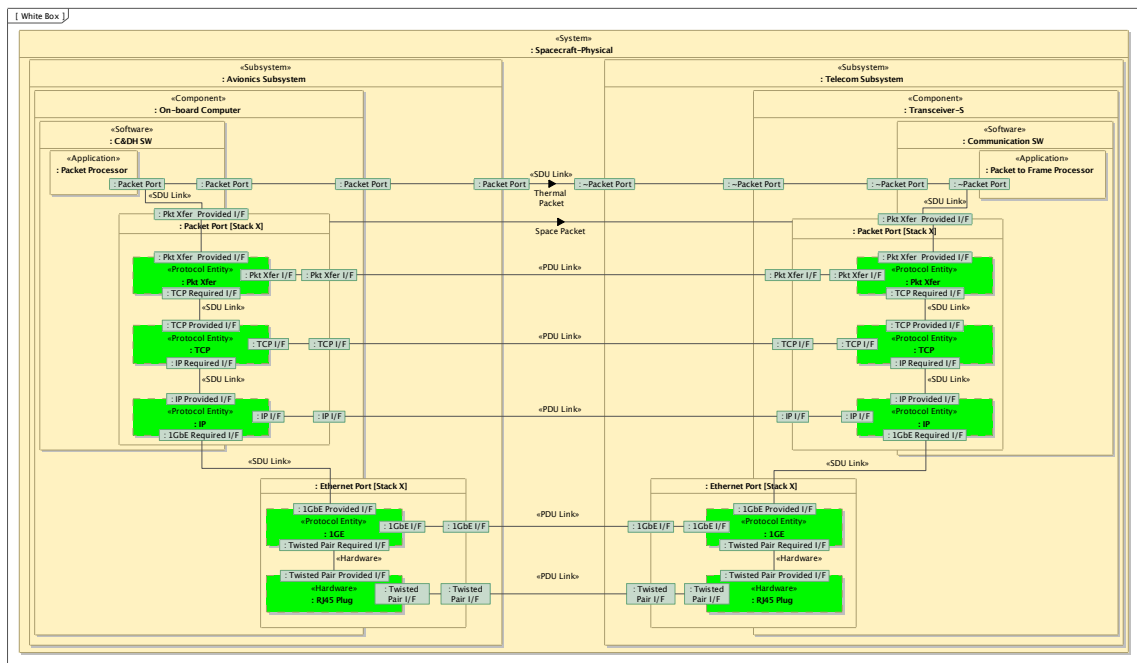 [ White Box ]
«System»
: Spacecraft-Physical
«Subsystem»
: Avionics Subsystem
«Subsystem»
: Telecom Subsystem
«Component»
: On-board Computer
«Component»
: Transceiver-S
«Software»
: C&DH SW
«Software»
: Communication SW
«Application»
: Packet Processor
«Application»
: Packet to Frame Processor
: Packet Port
: Packet Port
: Packet Port
: Packet Port
«SDU Link»
Thermal
Packet
: ~Packet Port
: ~Packet Port
: ~Packet Port
: ~Packet Port
«SDU Link»
«SDU Link»
: Pkt Xfer  Provided I/F
: Packet Port [Stack X]
Space Packet
: Pkt Xfer  Provided I/F
: Packet Port [Stack X]
: Pkt Xfer  Provided I/F
«Protocol Entity»
: Pkt Xfer
: Pkt Xfer I/F
: Pkt Xfer I/F
«PDU Link»
: Pkt Xfer I/F
: Pkt Xfer I/F
: Pkt Xfer  Provided I/F
«Protocol Entity»
: Pkt Xfer
: TCP Required I/F
«SDU Link»
: TCP Required I/F
«SDU Link»
: TCP Provided I/F
«Protocol Entity»
: TCP
: TCP I/F
: TCP I/F
«PDU Link»
: TCP I/F
: TCP I/F
: TCP Provided I/F
«Protocol Entity»
: TCP
: IP Required I/F
«SDU Link»
: IP Required I/F
«SDU Link»
: IP Provided I/F
«Protocol Entity»
: IP
: IP I/F
: IP I/F
«PDU Link»
: IP I/F
: IP I/F
: IP Provided I/F
«Protocol Entity»
: IP
: 1GbE Required I/F
«SDU Link»
: 1GbE Required I/F
«SDU Link»
: Ethernet Port [Stack X]
: Ethernet Port [Stack X]
: 1GbE Provided I/F
«Protocol Entity»
: 1GE
: 1GbE I/F
: 1GbE I/F
«PDU Link»
: 1GbE I/F
: 1GbE I/F
: 1GbE Provided I/F
«Protocol Entity»
: 1GE
: Twisted Pair Required I/F
«Hardware»
: Twisted Pair Required I/F
«Hardware»
: Twisted Pair Provided I/F
«Hardware»
: RJ45 Plug
: Twisted
Pair I/F
: Twisted
Pair I/F
«PDU Link»
: Twisted
Pair I/F
: Twisted
Pair I/F
: Twisted Pair Provided I/F
«Hardware»
: RJ45 Plug